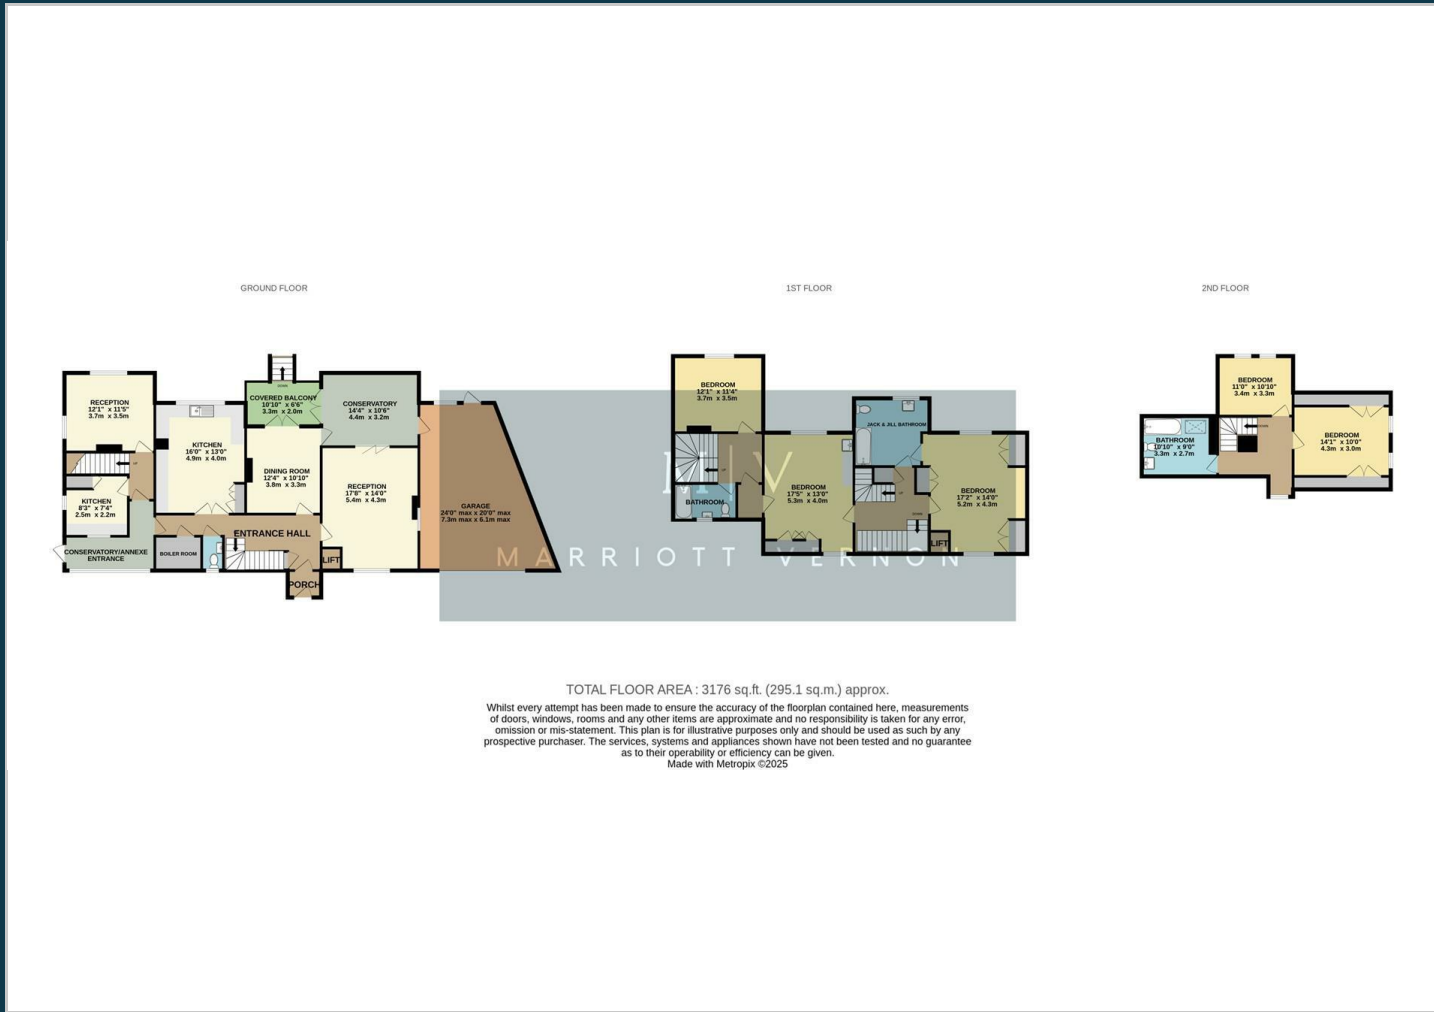 GROUND FLOOR
1ST FLOOR
2ND FLOOR
RECEPTION
12'1" x 11'5"
3.7m x 3.5m
KITCHEN
16'0" x 13'0"
4.9m x 4.0m
COVERED BALCONY
10'10" x 6'6"
3.3m x 2.0m
DOWN
CONSERVATORY
14'4" x 10'6"
4.4m x 3.2m
DINING ROOM
12'4" x 10'10"
3.8m x 3.3m
RECEPTION
17'8" x 14'0"
5.4m x 4.3m
GARAGE
24'0" max x 20'0" max
7.3m max x 6.1m max
UP
KITCHEN
8'3" x 7'4"
2.5m x 2.2m
CONSERVATORY/ANNEXE
ENTRANCE
BOILER ROOM
ENTRANCE HALL
LIFT
PORCH
BEDROOM
12'1" x 11'4"
3.7m x 3.5m
UP
BATHROOM
BEDROOM
17'5" x 13'0"
5.3m x 4.0m
JACK & JILL BATHROOM
UP
DOWN
BEDROOM
17'2" x 14'0"
5.2m x 4.3m
LIFT
M V
MARRIOTT VERNON
BEDROOM
11'0" x 10'10"
3.4m x 3.3m
DOWN
BATHROOM
10'10" x 9'0"
3.3m x 2.7m
BEDROOM
14'1" x 10'0"
4.3m x 3.0m
TOTAL FLOOR AREA : 3176 sq.ft. (295.1 sq.m.) approx.
Whilst every attempt has been made to ensure the accuracy of the floorplan contained here, measurements
of doors, windows, rooms and any other items are approximate and no responsibility is taken for any error,
omission or mis-statement. This plan is for illustrative purposes only and should be used as such by any
prospective purchaser. The services, systems and appliances shown have not been tested and no guarantee
as to their operability or efficiency can be given.
Made with Metropix ©2025